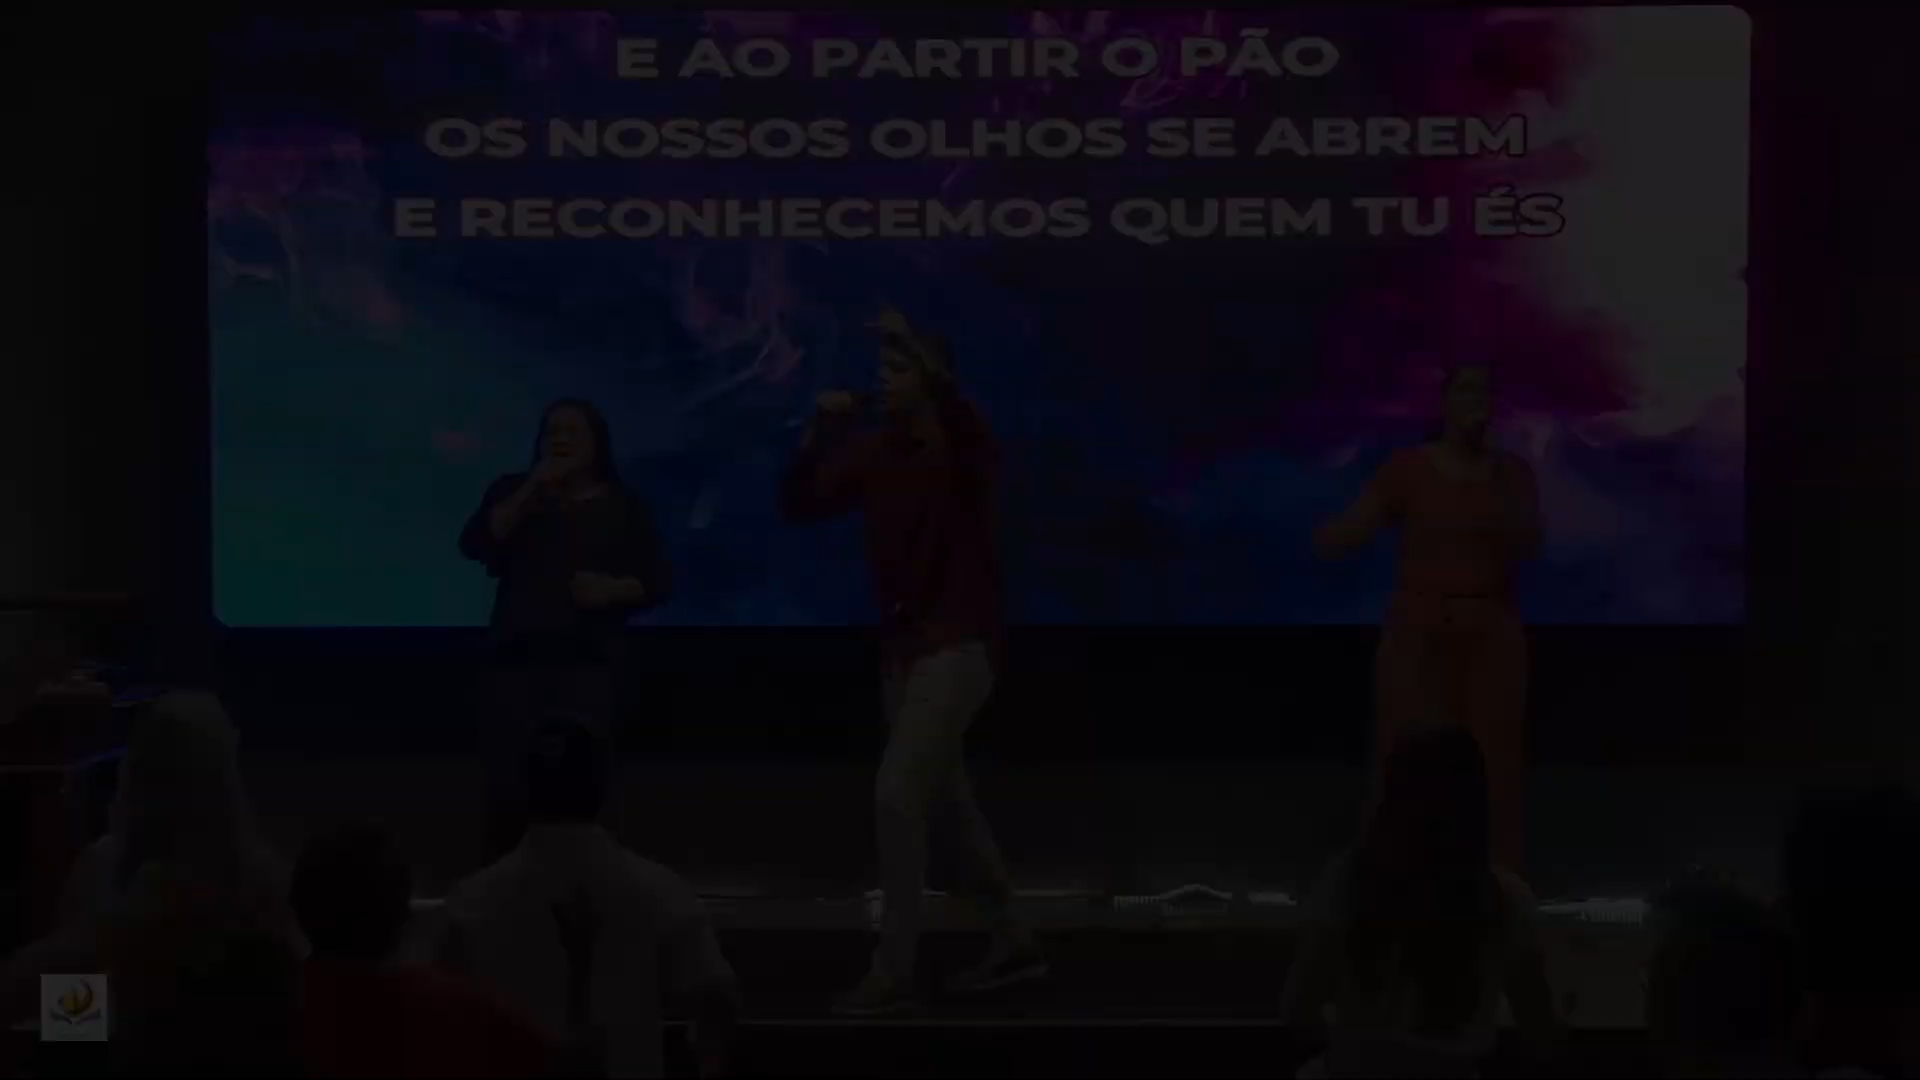 E AO PARTIR O PÃO
OS NOSSOS OLHOS SE ABREM
E RECONHECEMOS QUEM TU ÉS